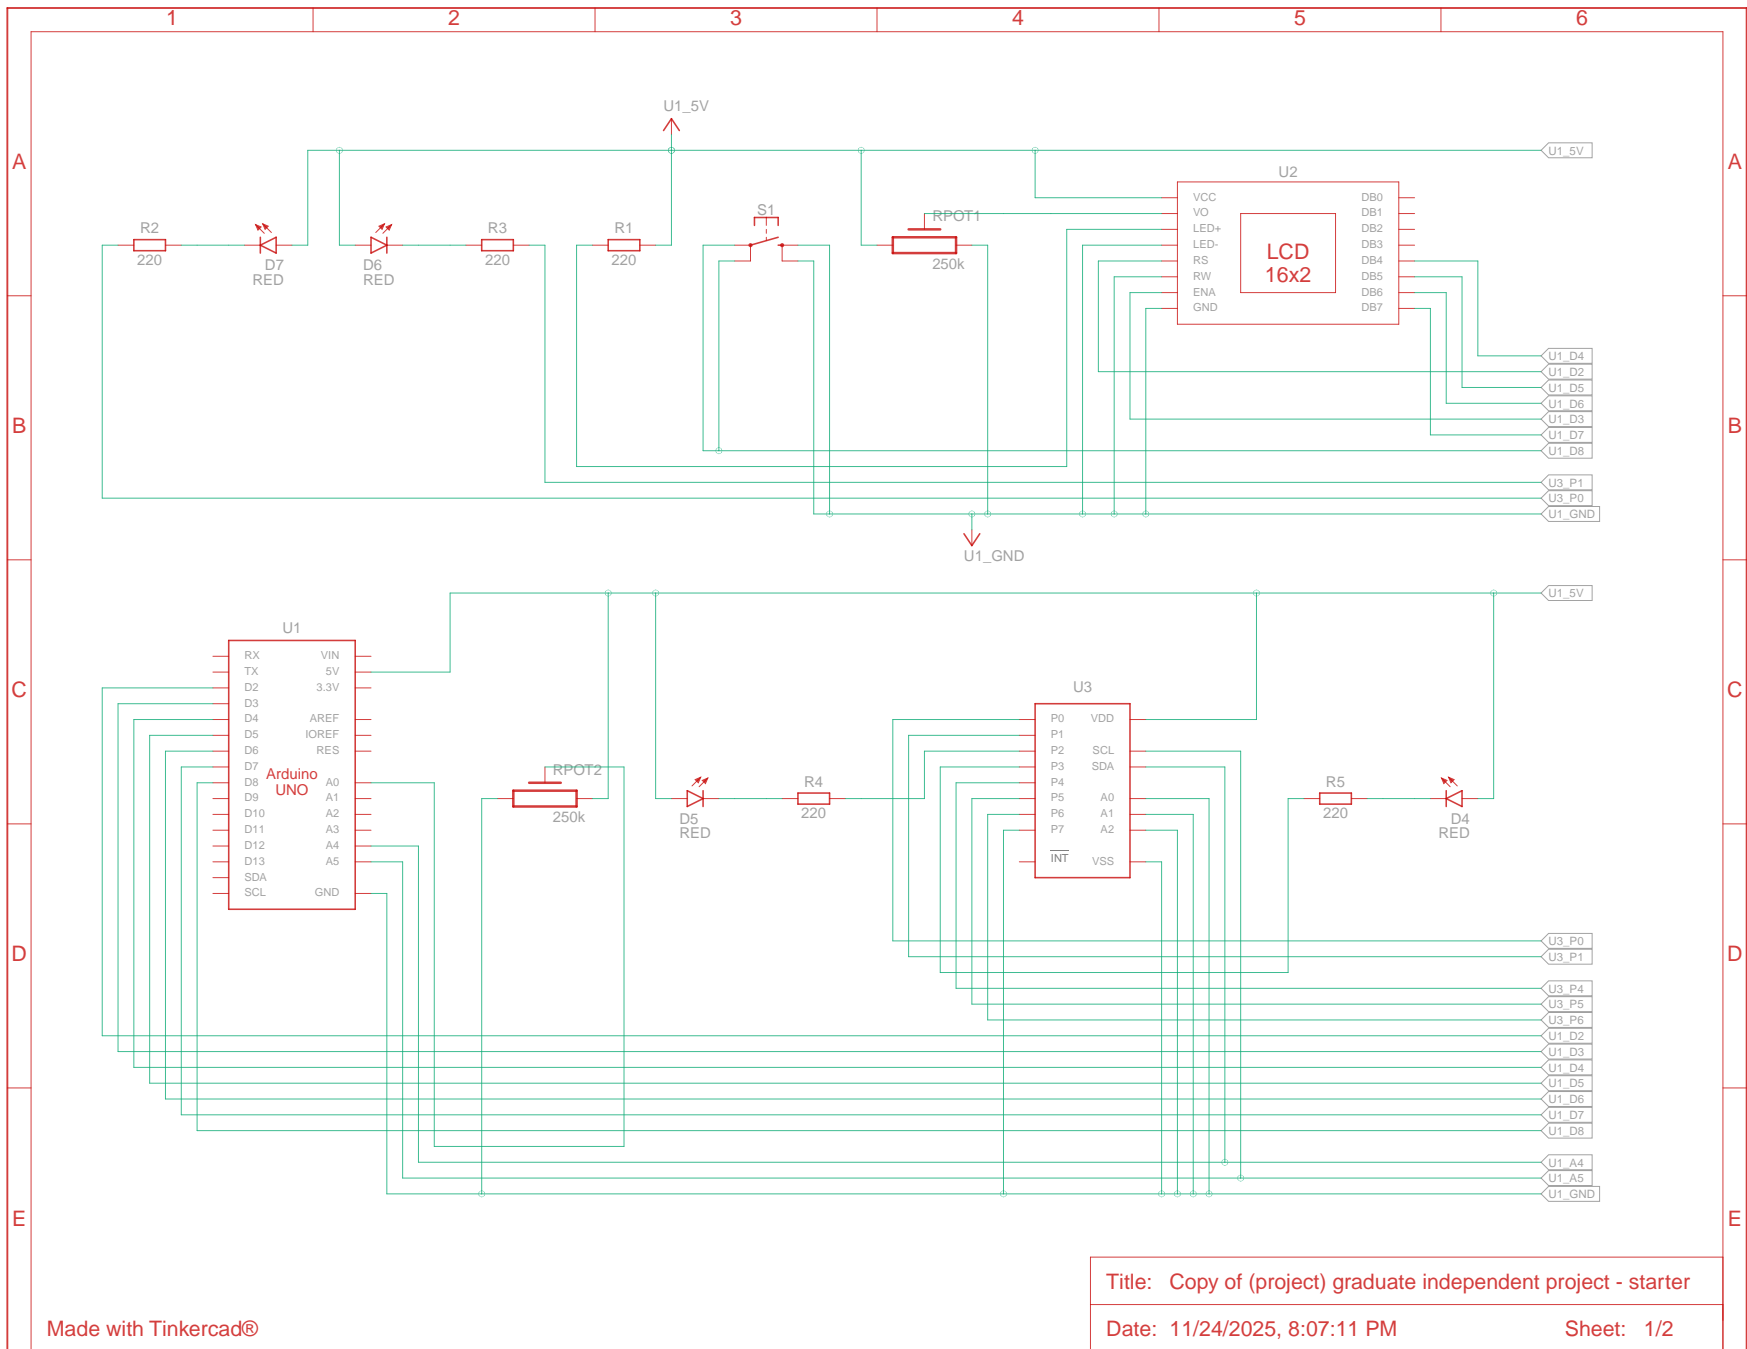 1 2 3 4 5 6
U1_5V
A A
U1_5V
U2
R2 220
D7 RED
D6 RED
R3 220
R1 220
S1
RPOT1 250k
VCC DB0
VO DB1
LED+ DB2
LED- DB3
RS DB4
RW DB5
ENA DB6
GND DB7
LCD
16x2
B B
U1_D4
U1_D2
U1_D5
U1_D6
U1_D3
U1_D7
U1_D8
U3_P1
U3_P0
U1_GND
U1_GND
U1_5V
C C
U1
RX VIN
TX 5V
D2 3.3V
D3
D4 AREF
D5 IOREF
D6 RES
D7
D8 A0
D9 A1
D10 A2
D11 A3
D12 A4
D13 A5
SDA
SCL GND
Arduino
UNO
RPOT2
250k
D5
RED
R4
220
U3
P0 VDD
P1
P2 SCL
P3 SDA
P4
P5 A0
P6 A1
P7 A2
INT VSS
R5
220
D4
RED
D D
U3_P0
U3_P1
U3_P4
U3_P5
U3_P6
U1_D2
U1_D3
U1_D4
U1_D5
U1_D6
U1_D7
U1_D8
U1_A4
U1_A5
U1_GND
E E
Title: Copy of (project) graduate independent project - starter
Made with Tinkercad®
Date: 11/24/2025, 8:07:11 PM Sheet: 1/2